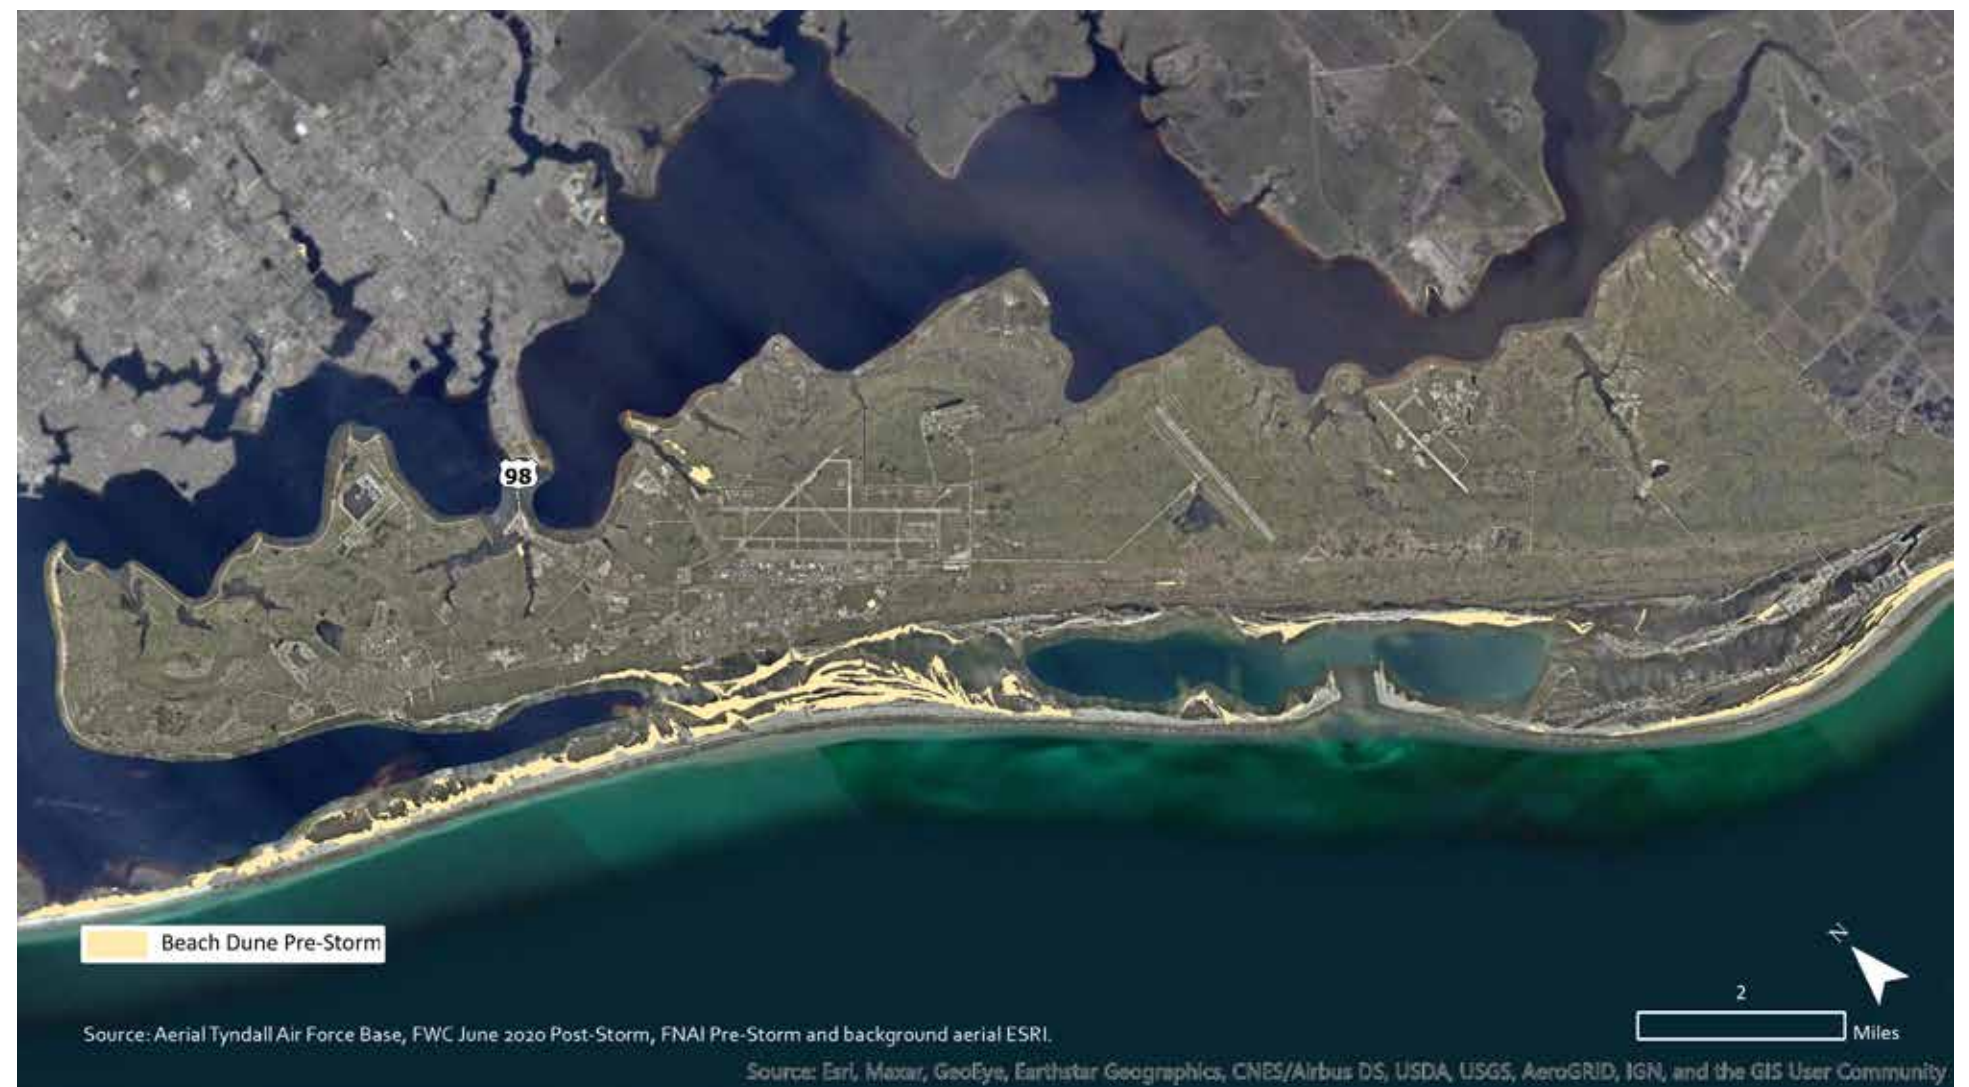 98
Beach Dune Pre-Storm
N
2
Miles
Source: Aerial Tyndall Air Force Base, FWC June 2020 Post-Storm, FNAI Pre-Storm and background aerial ESRI.
Source: Esri, Maxar, GeoEye, Earthstar Geographics, CNES/Airbus DS, USDA, USGS, AeroGRID, IGN, and the GIS User Community